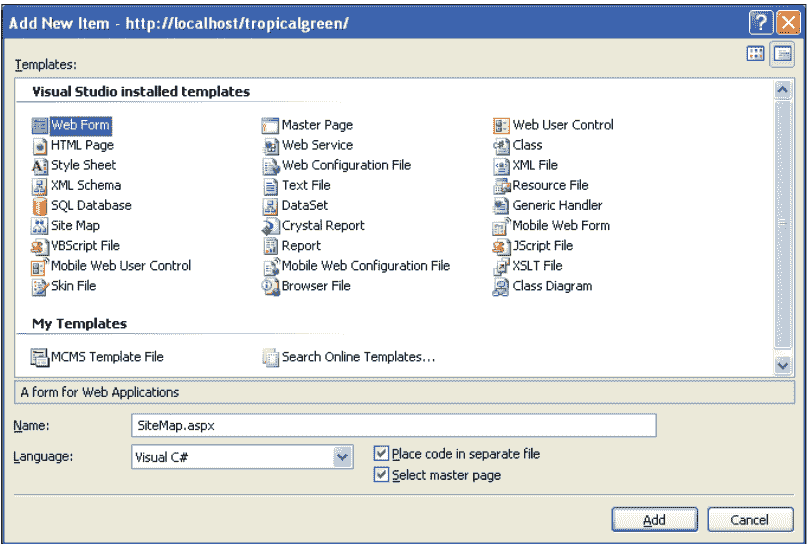 Add New Item - http://localhost/tropicalgreen/
Templates:
Visual Studio installed templates
Web Form Master Page Web User Control
HTML Page Web Service Class
Style Sheet Web Configuration File XML File
XML Schema Text File Resource File
SQL Database DataSet Generic Handler
Site Map Crystal Report Mobile Web Form
VBScript File Report JScript File
Mobile Web User Control Mobile Web Configuration File XSLT File
Skin File Browser File Class Diagram
My Templates
MCMS Template File Search Online Templates...
A form for Web Applications
Name: SiteMap.aspx
Language: Visual C# Place code in separate file
Select master page
Add Cancel